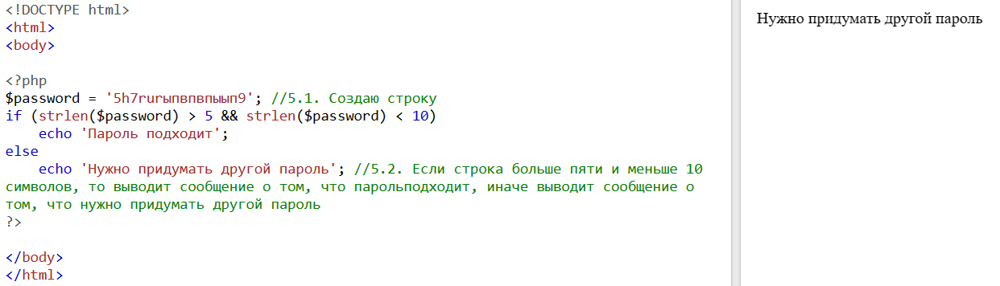 <!DOCTYPE html>
<html>
<body>
<?php
$password = '5h7rurыпвпвпыып9'; //5.1. Создаю строку
if (strlen($password) > 5 && strlen($password) < 10)
    echo 'Пароль подходит';
else
    echo 'Нужно придумать другой пароль'; //5.2. Если строка больше пяти и меньше 10
символов, то выводит сообщение о том, что парольподходит, иначе выводит сообщение о
том, что нужно придумать другой пароль
?>
</body>
</html>
Нужно придумать другой пароль